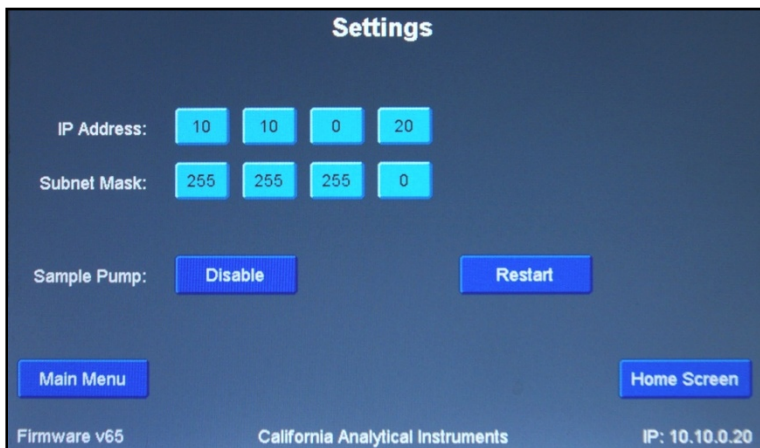 Settings
IP Address: 10 10 0 20
Subnet Mask: 255 255 255 0
Sample Pump: Disable Restart
Main Menu Home Screen
Firmware v65 California Analytical Instruments IP: 10.10.0.20